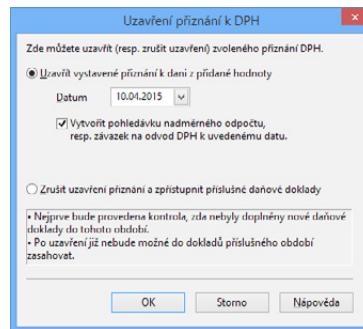 Uzavření přiznání k DPH
x
Zde můžete uzavřít (resp. zrušit uzavření) zvoleného přiznání DPH.
Uzavřít vystavené přiznání k dani z přidané hodnoty
Datum 10.04.2015
Vytvořit pohledávku nadměrného odpočtu,
resp. závazek na odvod DPH k uvedenému datu.
Zrušit uzavření přiznání a zpřístupnit příslušné daňové doklady
• Nejprve bude provedena kontrola, zda nebyly doplněny nové daňové
doklady do tohoto období.
• Po uzavření již nebude možné do dokladů příslušného období
zasahovat.
OK Storno Nápověda